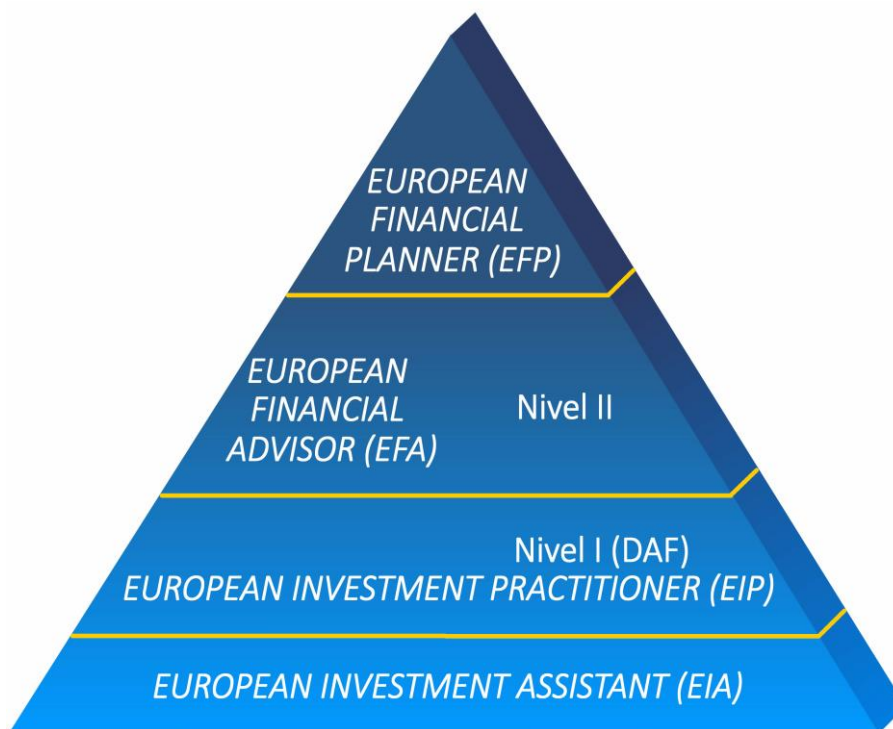 EUROPEAN
FINANCIAL
PLANNER (EFP)
EUROPEAN
FINANCIAL
ADVISOR (EFA)
Nivel II
Nivel I (DAF)
EUROPEAN INVESTMENT PRACTITIONER (EIP)
EUROPEAN INVESTMENT ASSISTANT (EIA)